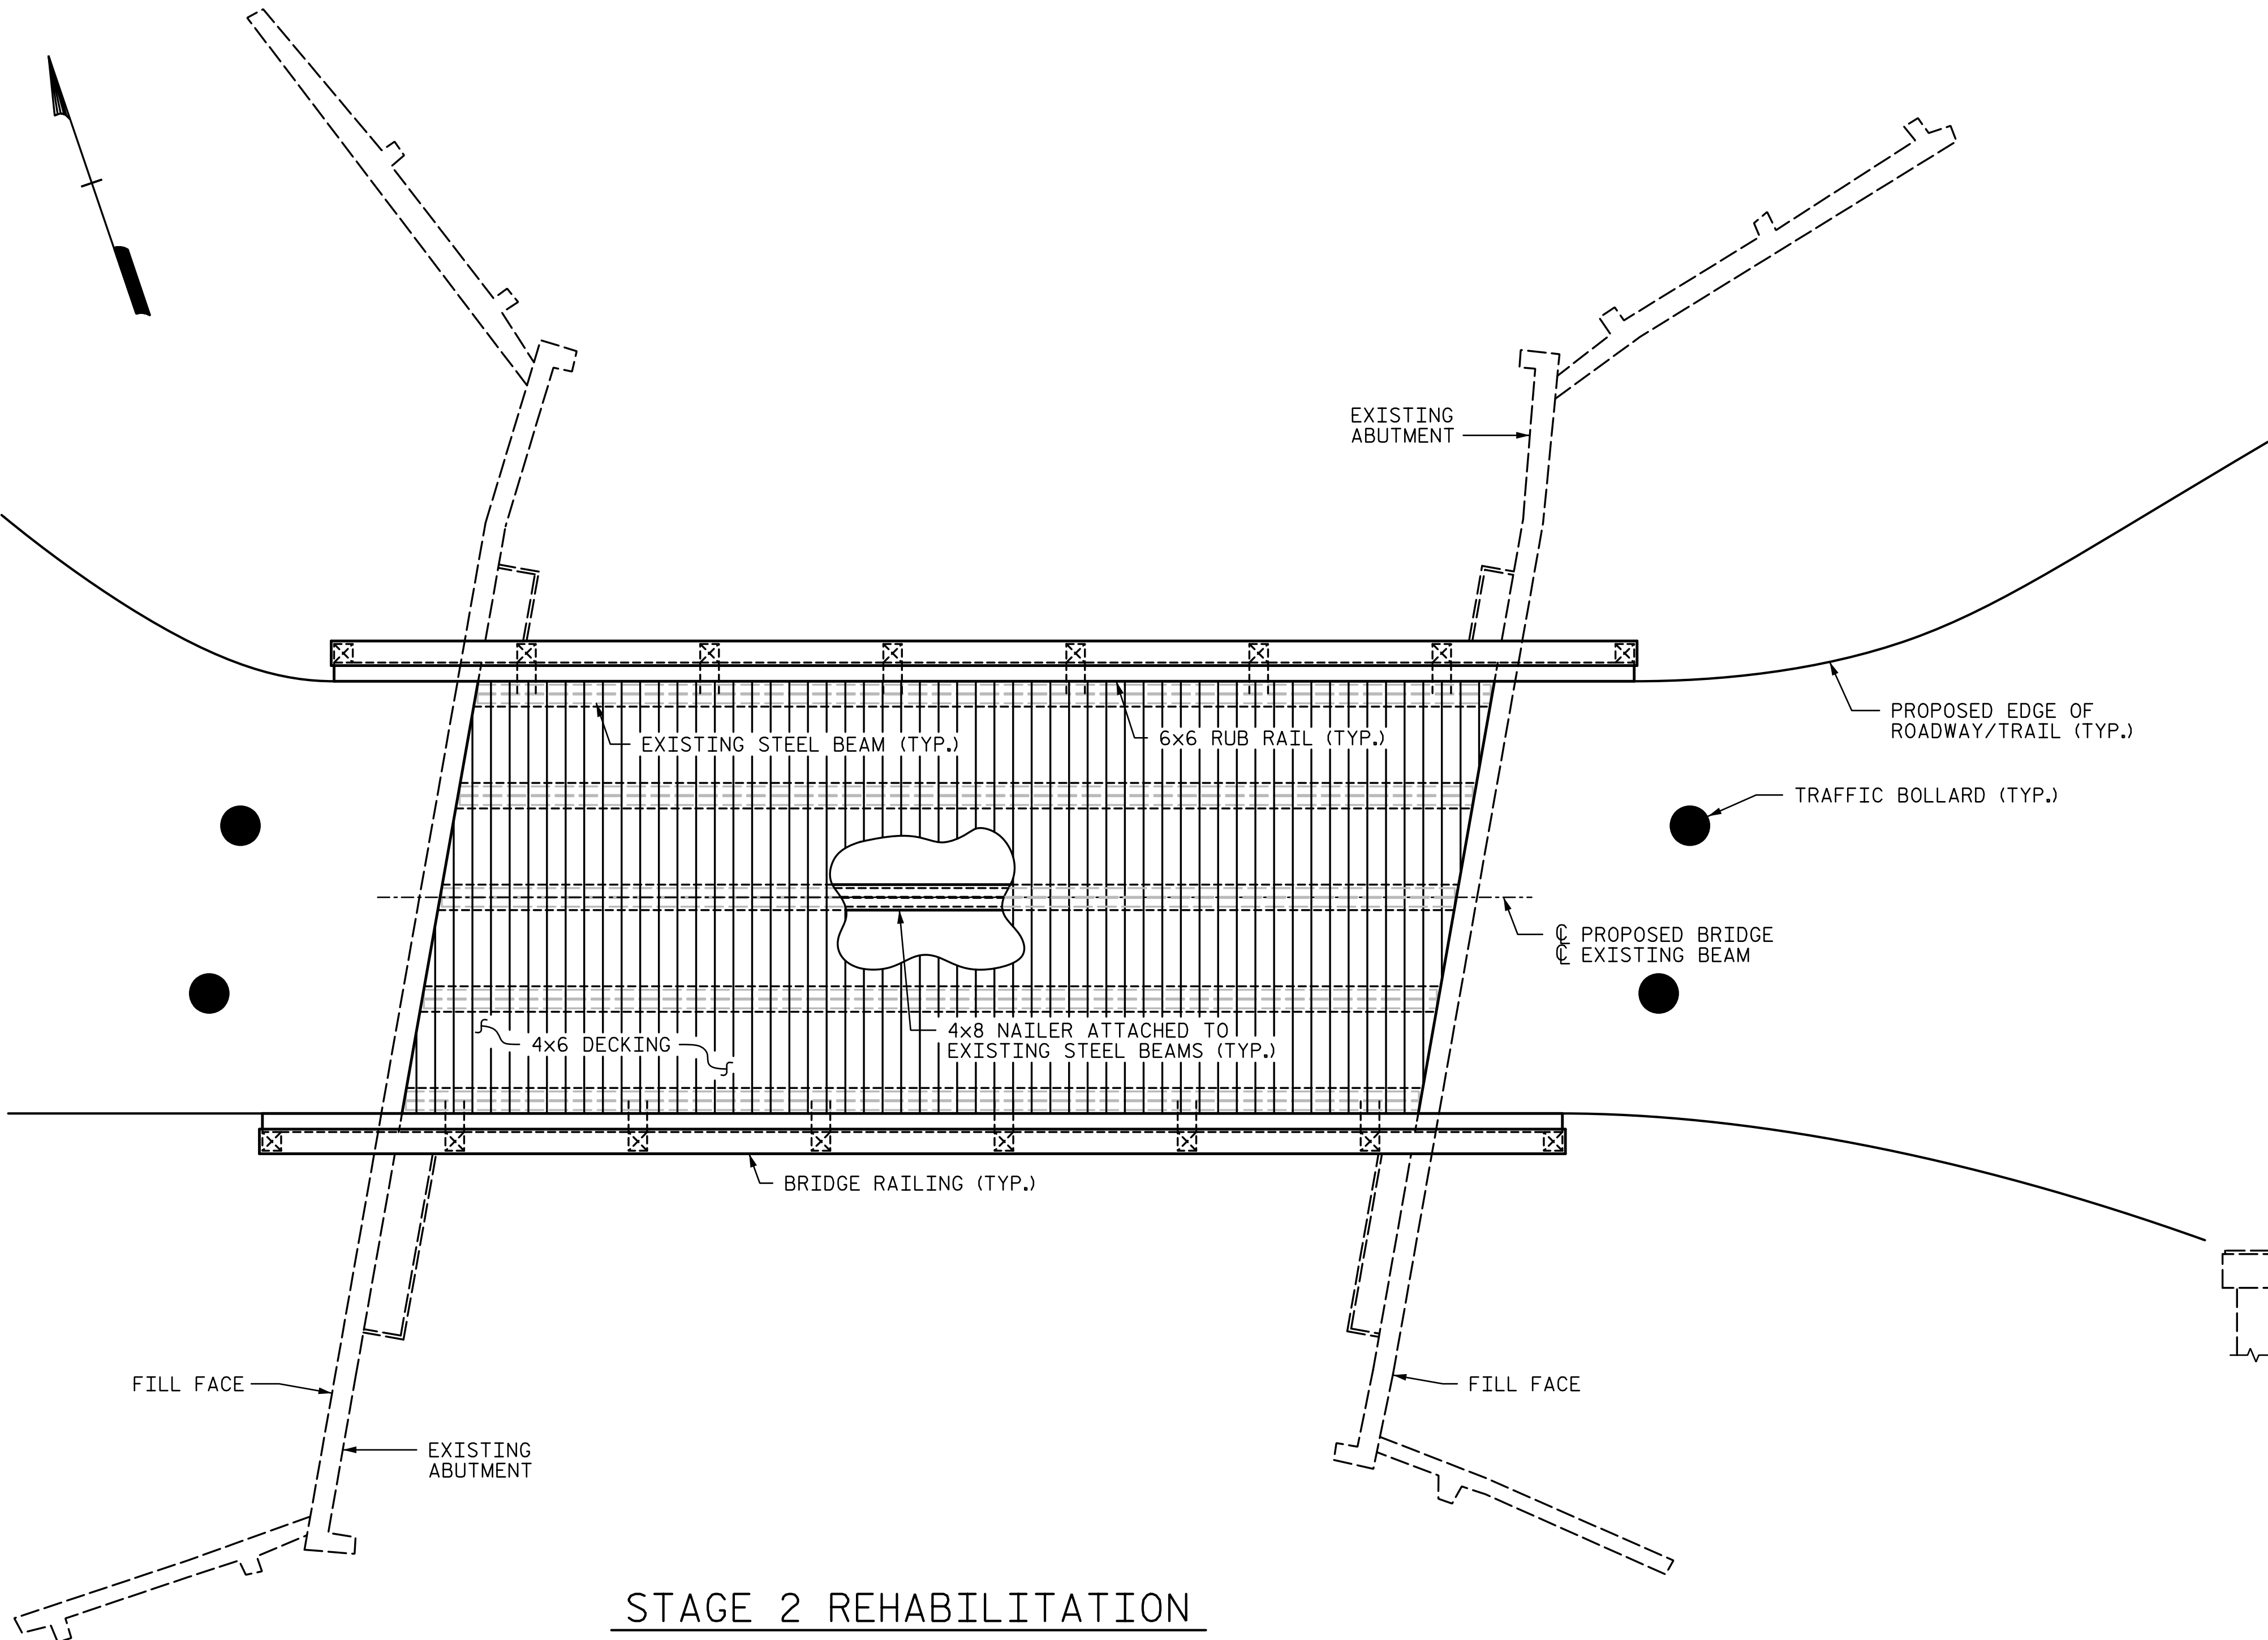 EXISTING
ABUTMENT
EXISTING STEEL BEAM (TYP.)
6x6 RUB RAIL (TYP.)
PROPOSED EDGE OF
ROADWAY/TRAIL (TYP.)
TRAFFIC BOLLARD (TYP.)
℄ PROPOSED BRIDGE
℄ EXISTING BEAM
4x6 DECKING
4x8 NAILER ATTACHED TO
EXISTING STEEL BEAMS (TYP.)
BRIDGE RAILING (TYP.)
FILL FACE
FILL FACE
EXISTING
ABUTMENT
STAGE 2 REHABILITATION